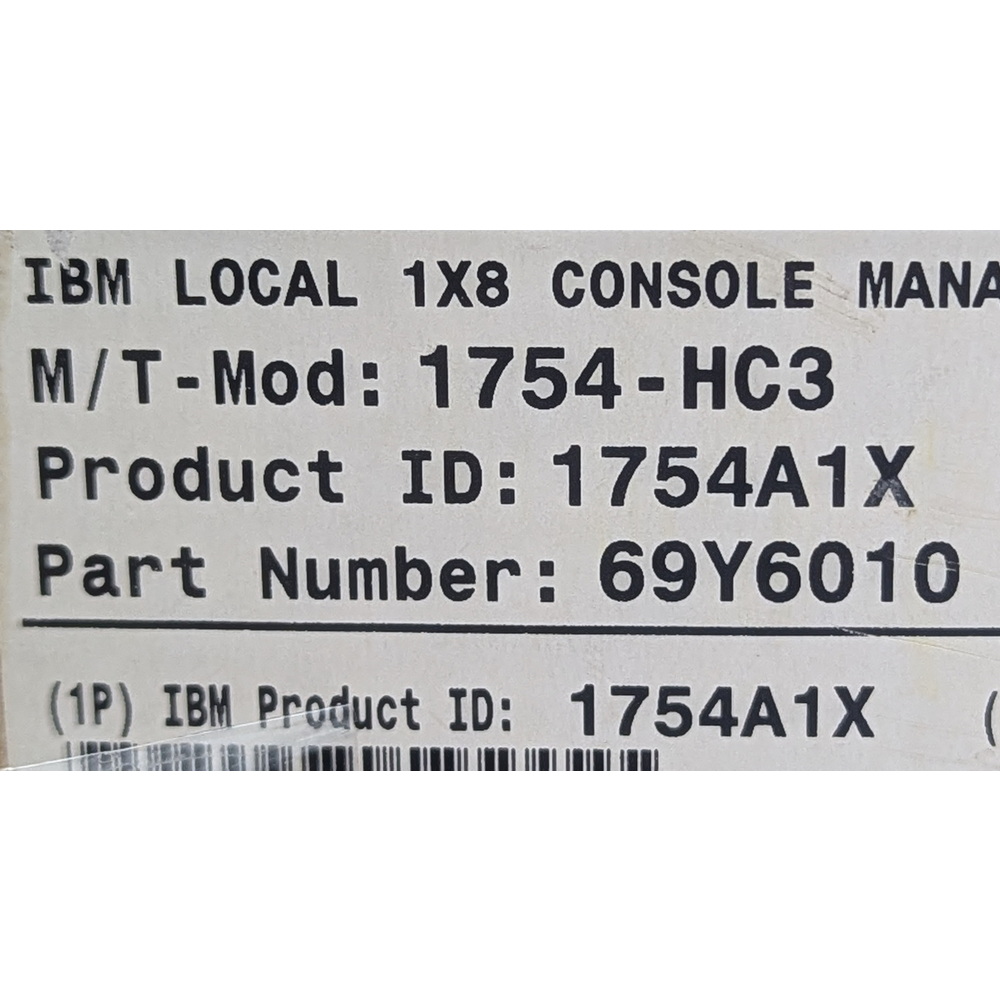 IBM LOCAL 1X8 CONSOLE MANA
M/T-Mod: 1754-HC3
Product ID: 1754A1X
Part Number: 69Y6010
(1P) IBM Product ID: 1754A1X (